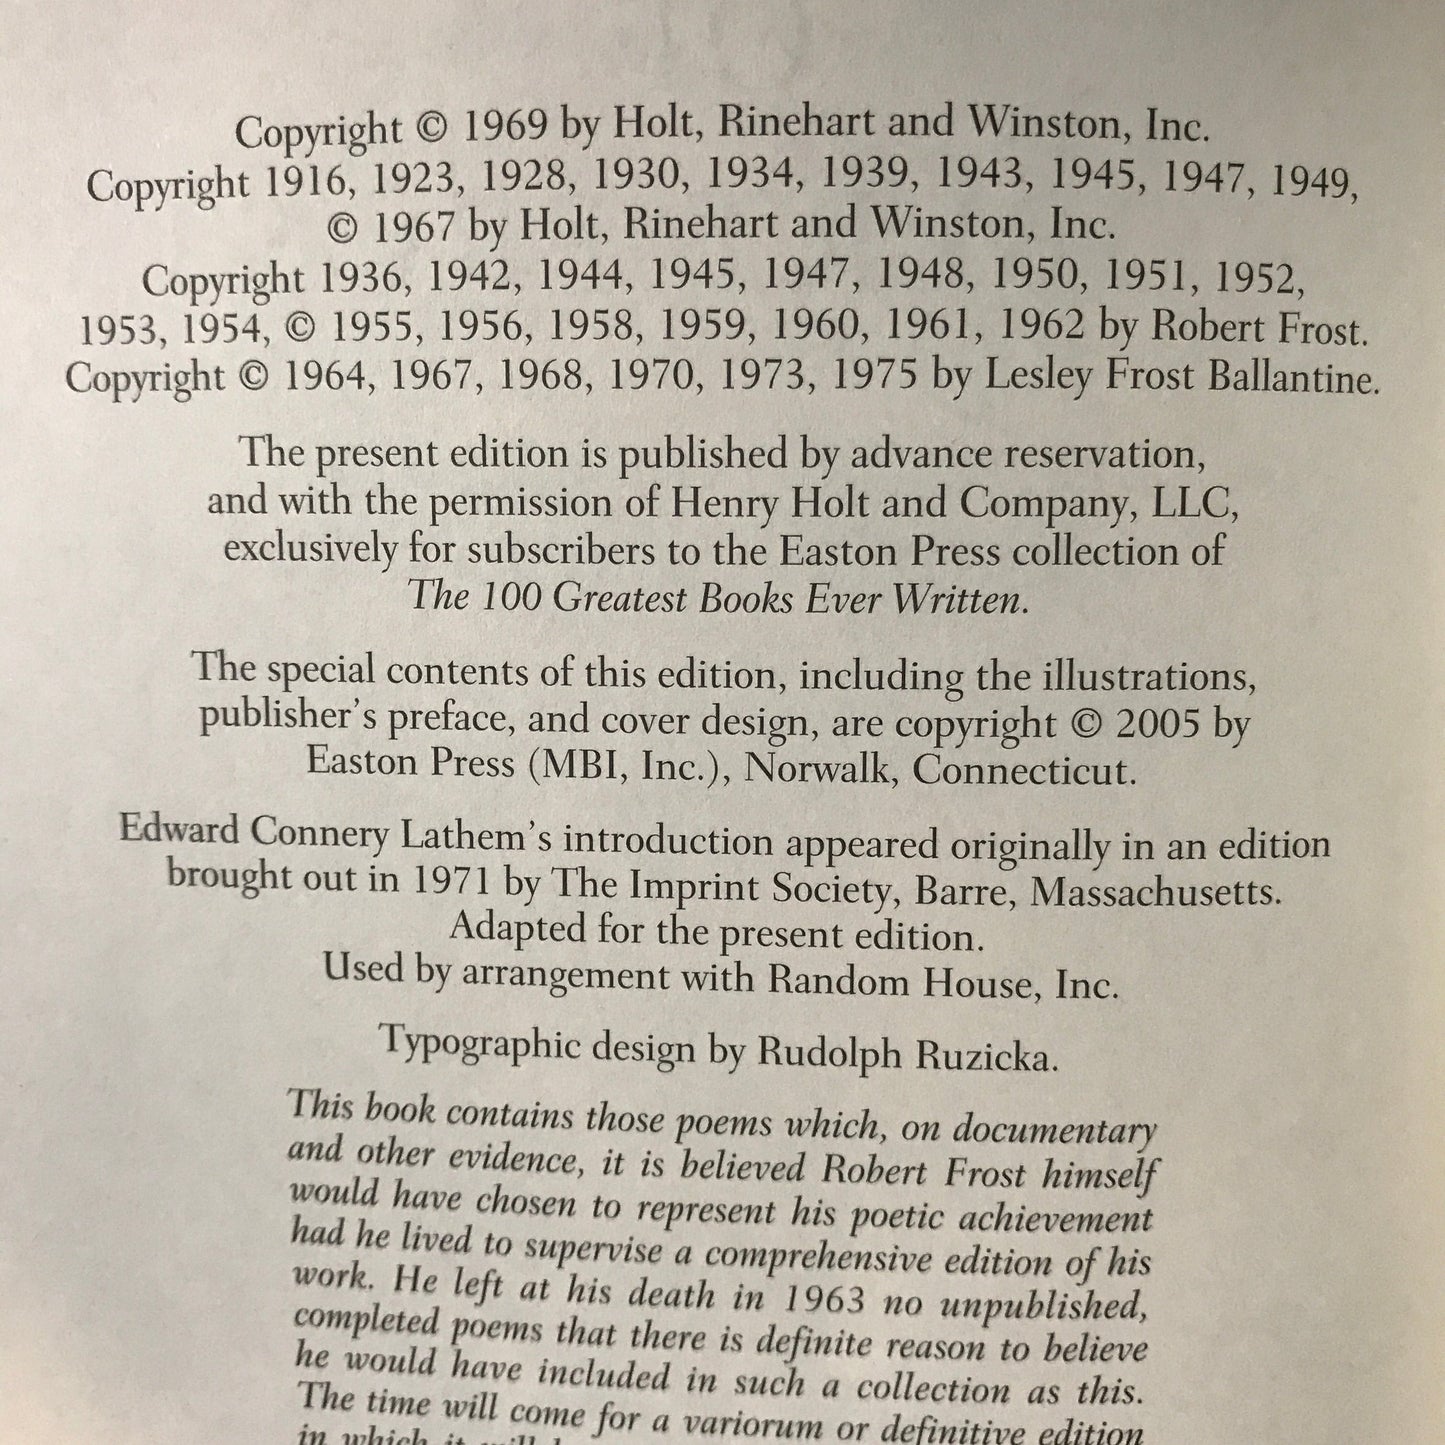 Copyright © 1969 by Holt, Rinehart and Winston, Inc.
Copyright 1916, 1923, 1928, 1930, 1934, 1939, 1943, 1945, 1947, 1949,
© 1967 by Holt, Rinehart and Winston, Inc.
Copyright 1936, 1942, 1944, 1945, 1947, 1948, 1950, 1951, 1952,
1953, 1954, © 1955, 1956, 1958, 1959, 1960, 1961, 1962 by Robert Frost.
Copyright © 1964, 1967, 1968, 1970, 1973, 1975 by Lesley Frost Ballantine.
The present edition is published by advance reservation,
and with the permission of Henry Holt and Company, LLC,
exclusively for subscribers to the Easton Press collection of
The 100 Greatest Books Ever Written.
The special contents of this edition, including the illustrations,
publisher's preface, and cover design, are copyright © 2005 by
Easton Press (MBI, Inc.), Norwalk, Connecticut.
Edward Connery Lathem's introduction appeared originally in an edition
brought out in 1971 by The Imprint Society, Barre, Massachusetts.
Adapted for the present edition.
Used by arrangement with Random House, Inc.
Typographic design by Rudolph Ruzicka.
This book contains those poems which, on documentary
and other evidence, it is believed Robert Frost himself
would have chosen to represent his poetic achievement
had he lived to supervise a comprehensive edition of his
work. He left at his death in 1963 no unpublished,
completed poems that there is definite reason to believe
he would have included in such a collection as this.
The time will come for a variorum or definitive edition
in which it will